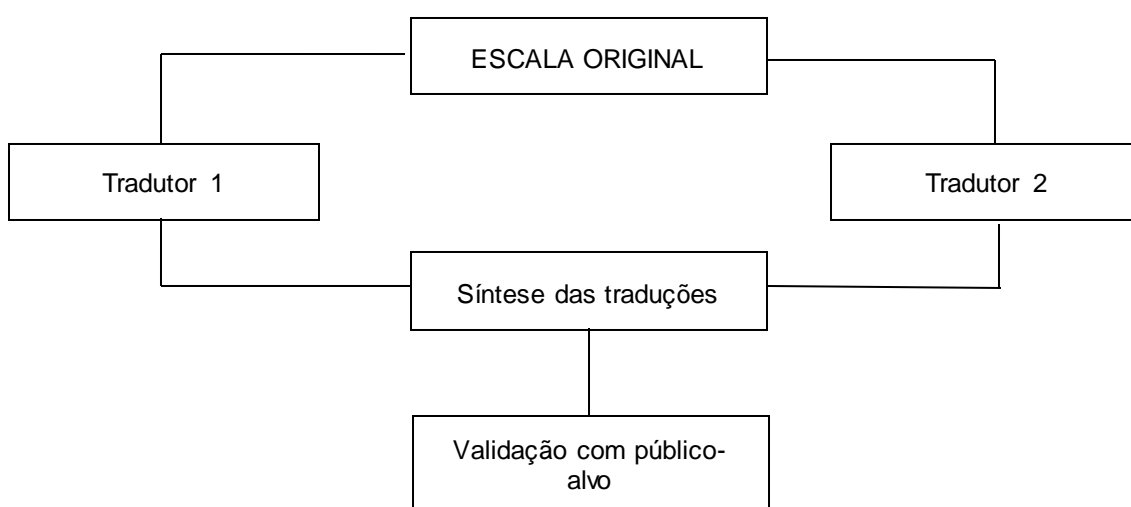 ESCALA ORIGINAL
Tradutor 1
Tradutor 2
Síntese das traduções
Validação com público-
alvo